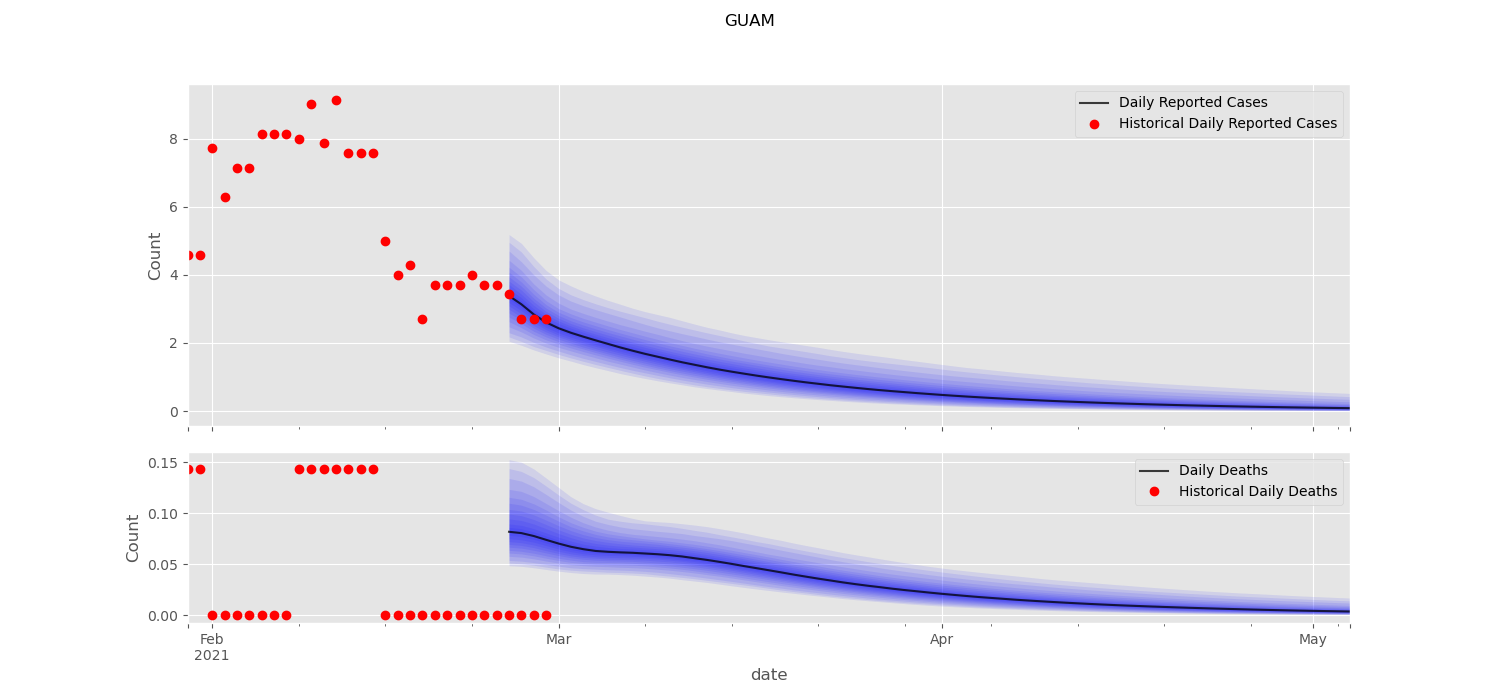 GUAM
Daily Reported Cases
Historical Daily Reported Cases
8
6
4
2
0
Count
Daily Deaths
Historical Daily Deaths
0.15
0.10
0.05
0.00
Count
Feb
2021
Mar
Apr
May
date